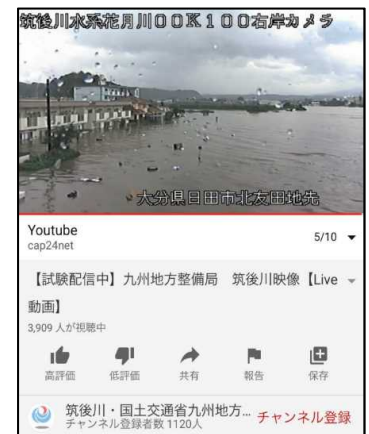 筑後川水系花月川00K100右岸カメラ
大分県日田市北友田地先
Youtube
5/10
cap24net
【試験配信中】九州地方整備局 筑後川映像【Live
動画】
3,909 人が視聴中
高評価 低評価 共有 報告 保存
筑後川・国土交通省九州地方... チャンネル登録
チャンネル登録者数 1120人